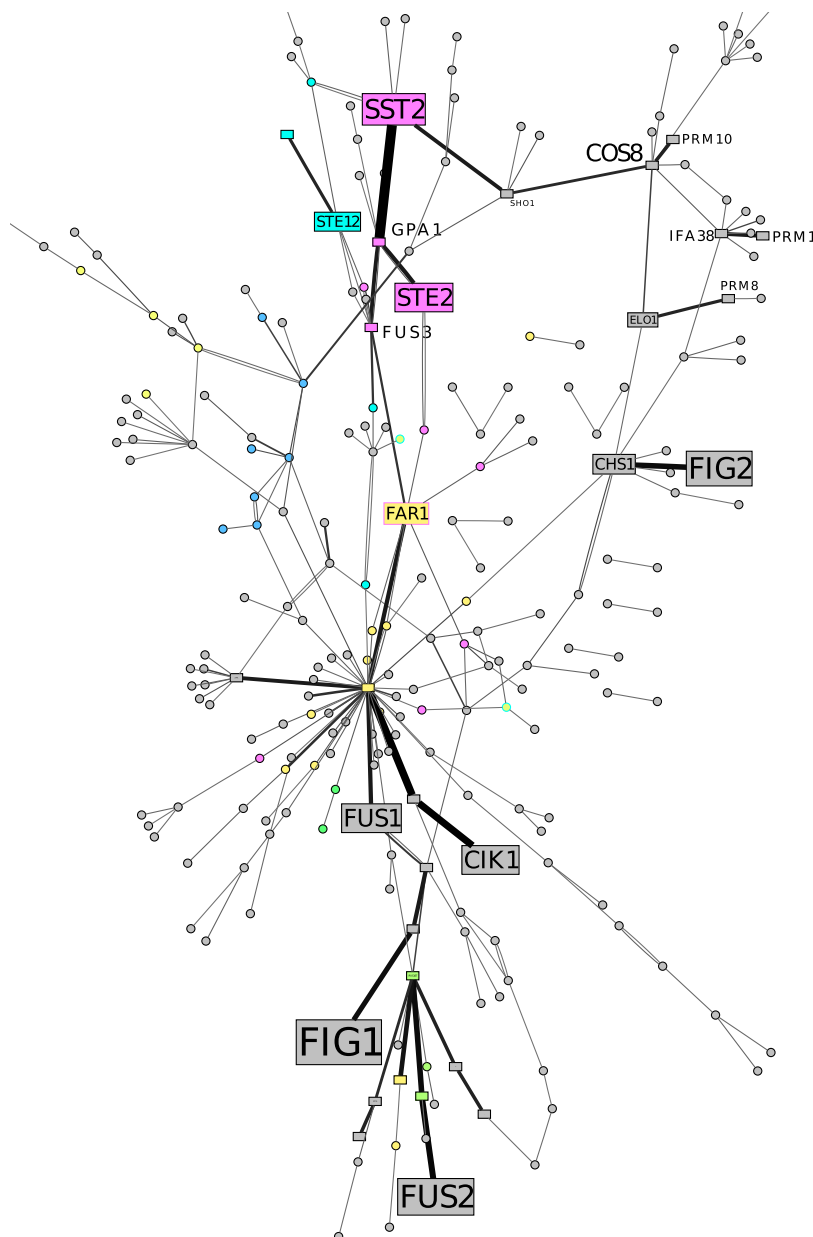 SST2
PRM10
COS8
SHO1
STE12
GPA1
IFA38
PRM1
STE2
PRM8
ELO1
FUS3
CHS1
FIG2
FAR1
FUS1
CIK1
FIG1
FUS2